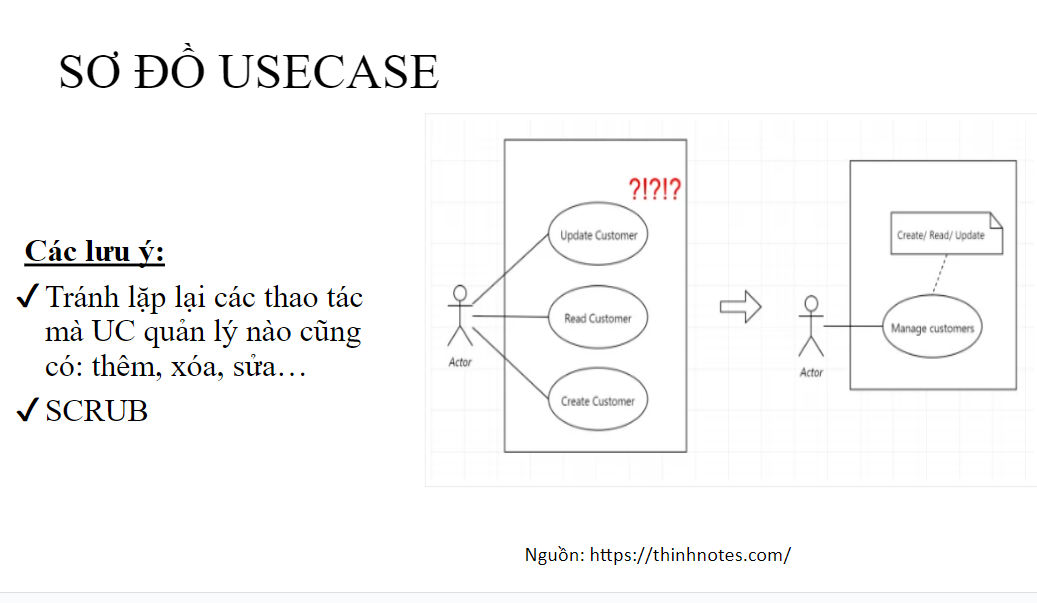 SƠ ĐỒ USECASE
Các lưu ý:
✓ Tránh lặp lại các thao tác
mà UC quản lý nào cũng
có: thêm, xóa, sửa…
✓ SCRUB
?!?!?
Update Customer
Read Customer
Create Customer
Actor
Create/ Read/ Update
Manage customers
Actor
Nguồn: https://thinhnotes.com/